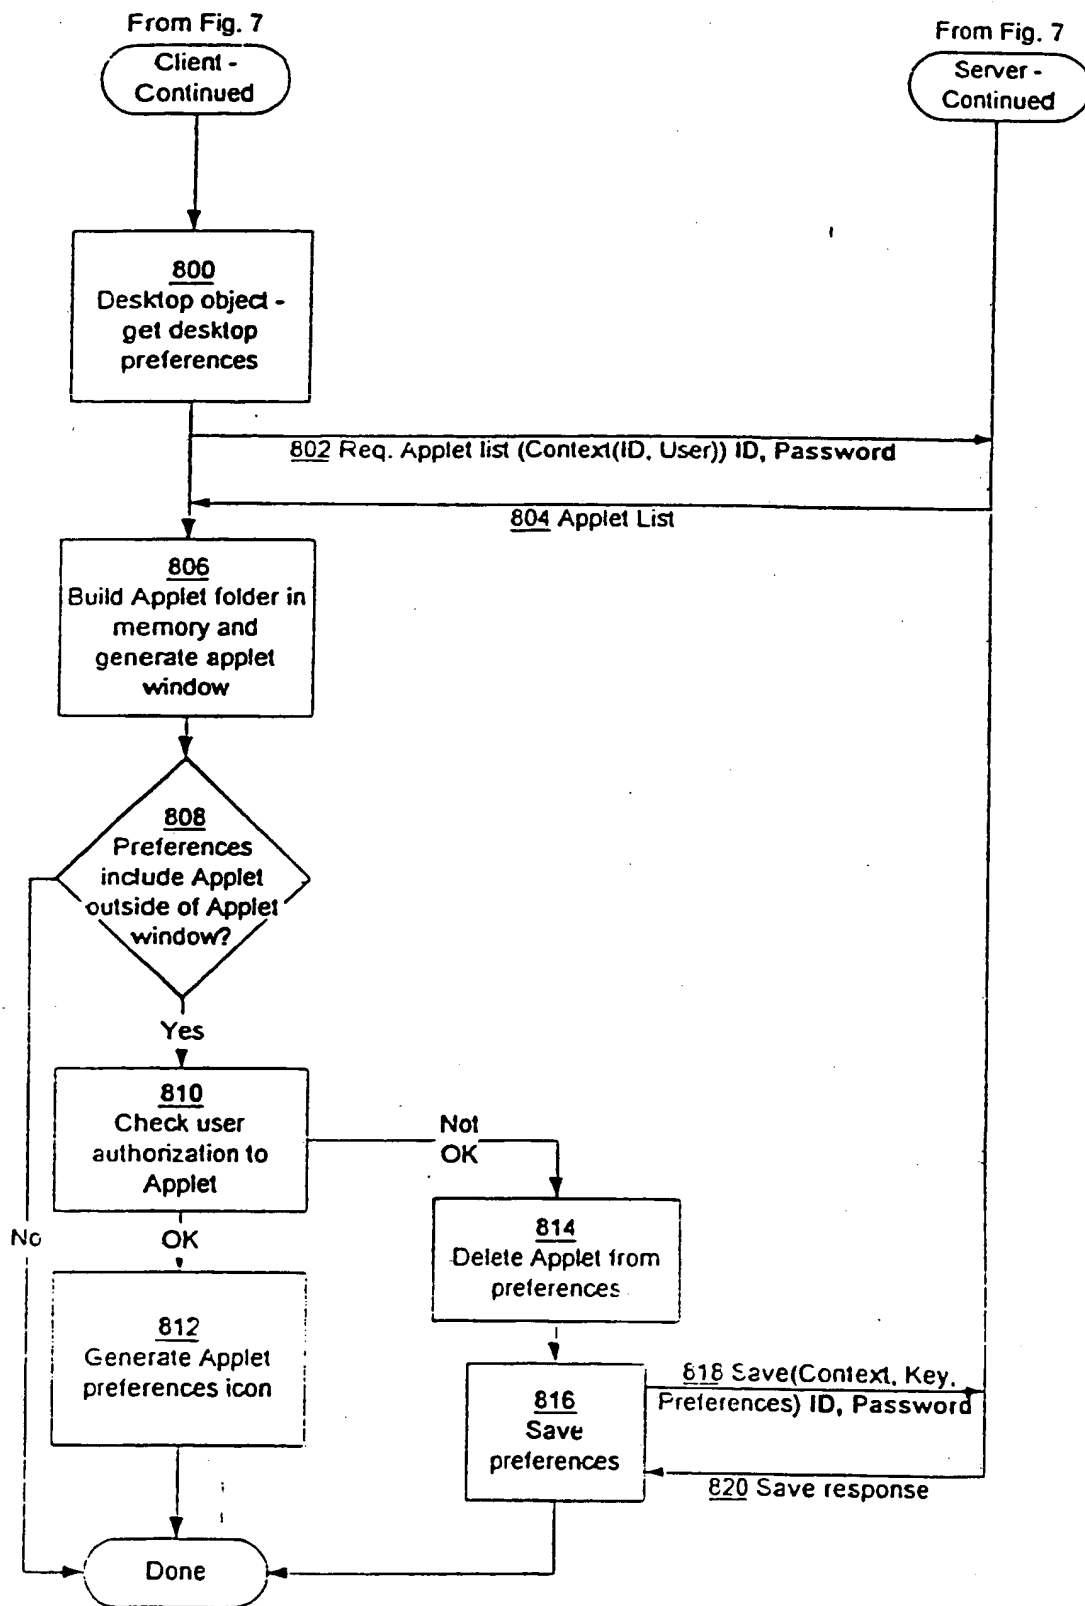 From Fig. 7
Client -
Continued
From Fig. 7
Server -
Continued
800
Desktop object -
get desktop
preferences
802 Req. Applet list (Context(ID, User)) ID, Password
804 Applet List
806
Build Applet folder in
memory and
generate applet
window
808
Preferences
include Applet
outside of Applet
window?
Yes
No
810
Check user
authorization to
Applet
Not
OK
OK
812
Generate Applet
preferences icon
814
Delete Applet from
preferences
816
Save
preferences
818 Save(Context, Key,
Preferences) ID, Password
820 Save response
Done